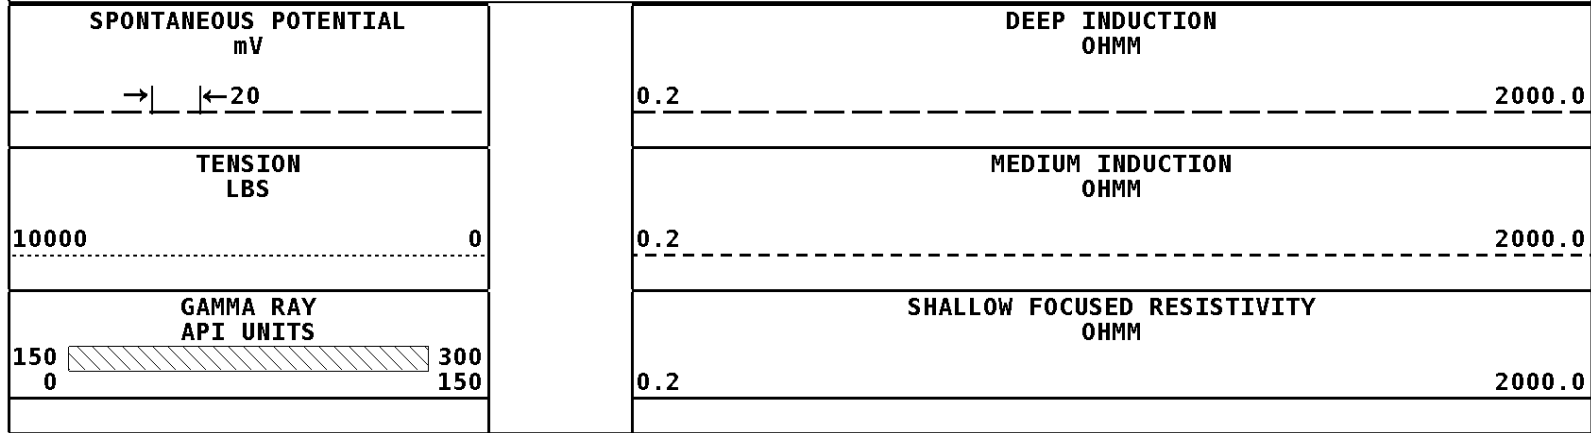 SPONTANEOUS POTENTIAL
mV
→| |←20
TENSION
LBS
10000 0
GAMMA RAY
API UNITS
150 300
0 150
DEEP INDUCTION
OHMM
0.2 2000.0
MEDIUM INDUCTION
OHMM
0.2 2000.0
SHALLOW FOCUSED RESISTIVITY
OHMM
0.2 2000.0